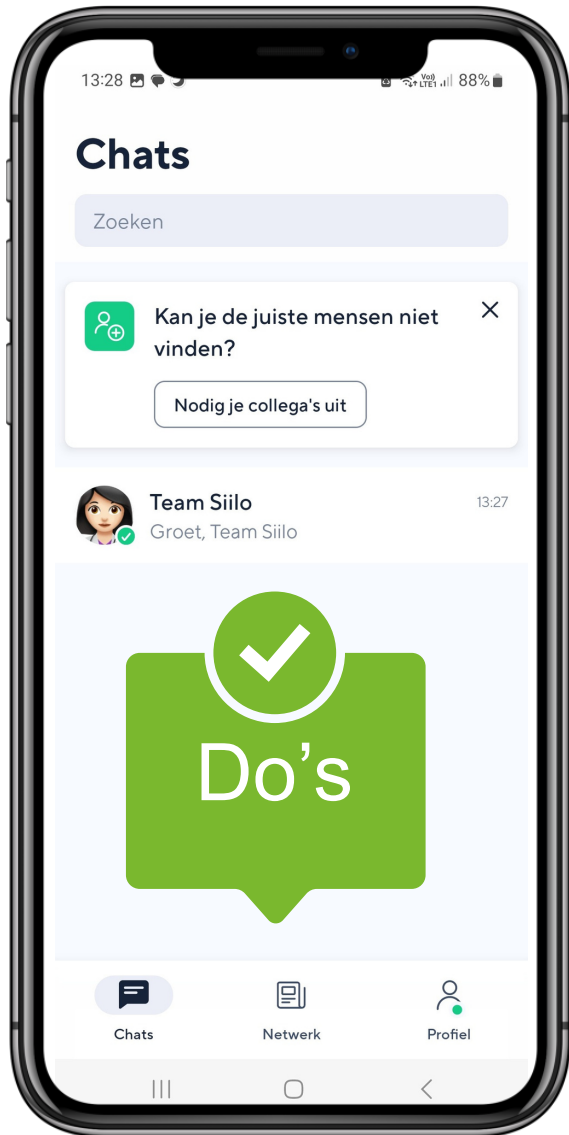 13:28 88%
Chats
Zoeken
Kan je de juiste mensen niet
vinden?
Nodig je collega's uit
Team Siilo 13:27
Groet, Team Siilo
Do's
Chats Netwerk Profiel